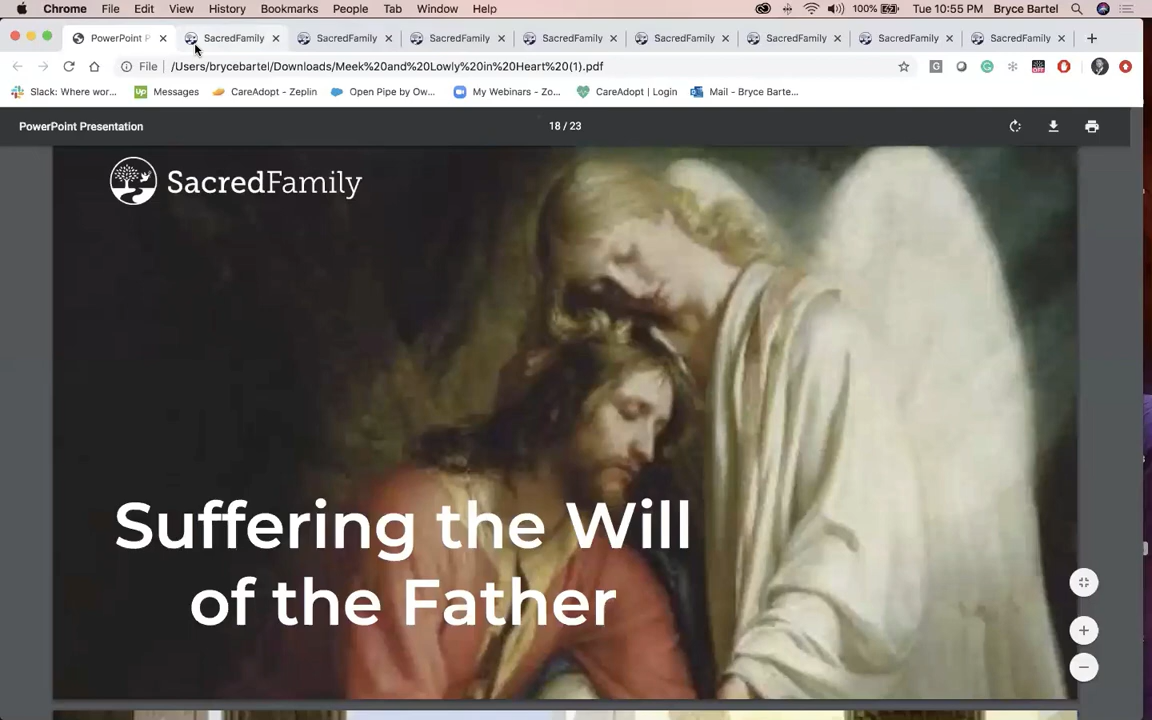 Chrome File Edit View History Bookmarks People Tab Window Help 100% Tue 10:55 PM Bryce Bartel
PowerPoint P SacredFamily SacredFamily SacredFamily SacredFamily SacredFamily SacredFamily SacredFamily SacredFamily
File /Users/brycebartel/Downloads/Meek%20and%20Lowly%20in%20Heart%20(1).pdf
Slack: Where wor... Up Messages CareAdopt - Zeplin Open Pipe by Ow... My Webinars - Zo... CareAdopt | Login Mail - Bryce Barte...
PowerPoint Presentation 18 / 23
SacredFamily
Suffering the Will
of the Father